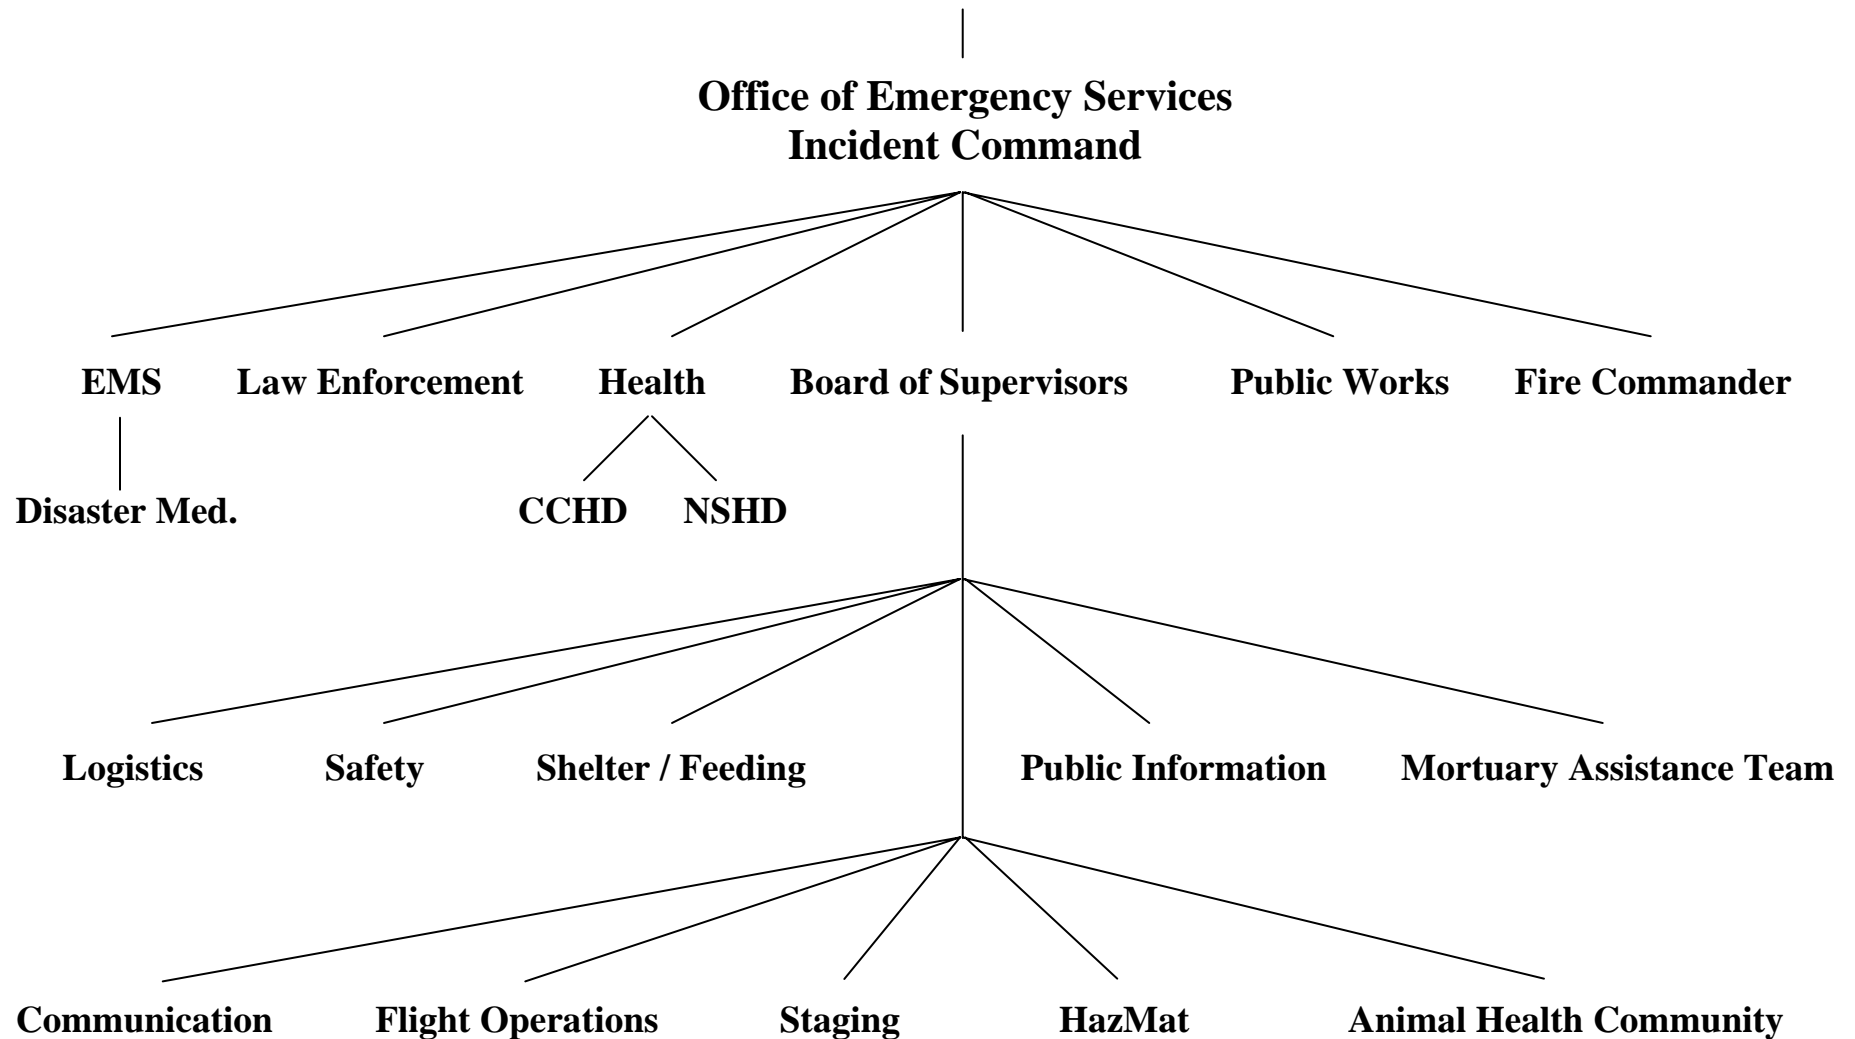 Office of Emergency Services
Incident Command
EMS Law Enforcement Health Board of Supervisors Public Works Fire Commander
Disaster Med. CCHD NSHD
Logistics Safety Shelter / Feeding Public Information Mortuary Assistance Team
Communication Flight Operations Staging HazMat Animal Health Community